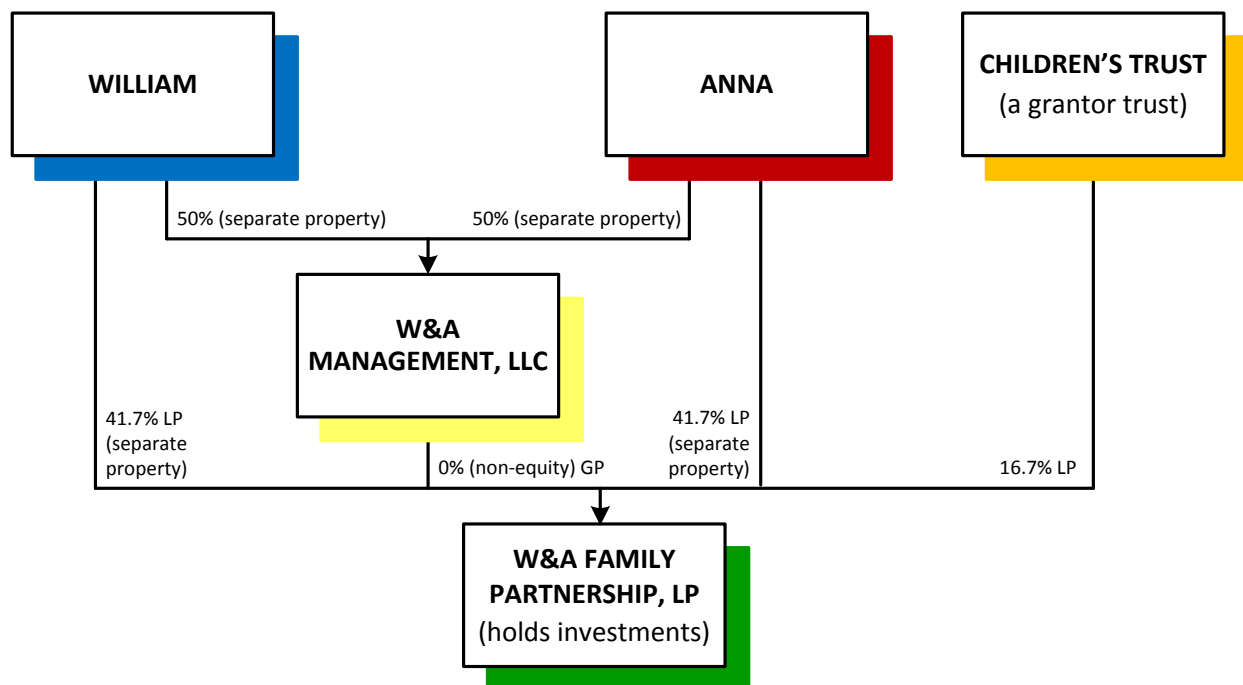 WILLIAM
ANNA
CHILDREN’S TRUST
(a grantor trust)
50% (separate property)
50% (separate property)
W&A
MANAGEMENT, LLC
41.7% LP
(separate
property)
0% (non-equity) GP
41.7% LP
(separate
property)
16.7% LP
W&A FAMILY
PARTNERSHIP, LP
(holds investments)